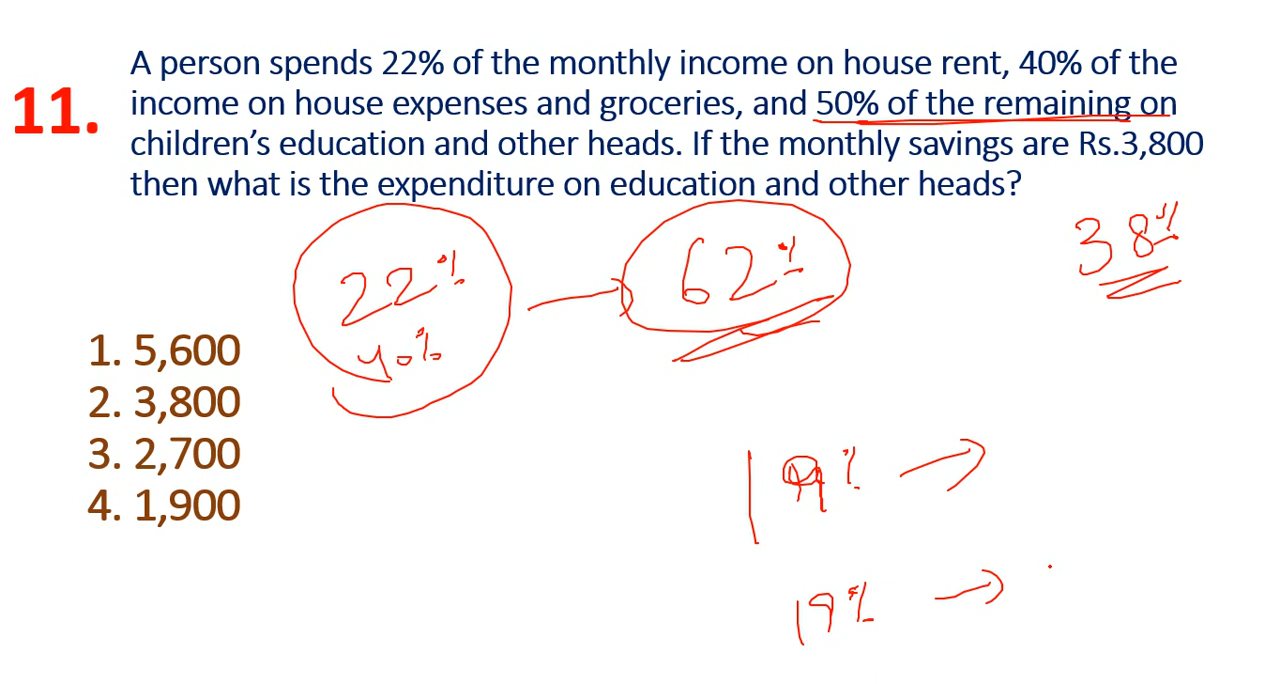 A person spends 22% of the monthly income on house rent, 40% of the
11. income on house expenses and groceries, and 50% of the remaining on
children’s education and other heads. If the monthly savings are Rs.3,800
then what is the expenditure on education and other heads?
22%
40%
62%
38%
1. 5,600
2. 3,800
3. 2,700
4. 1,900
19%
19%